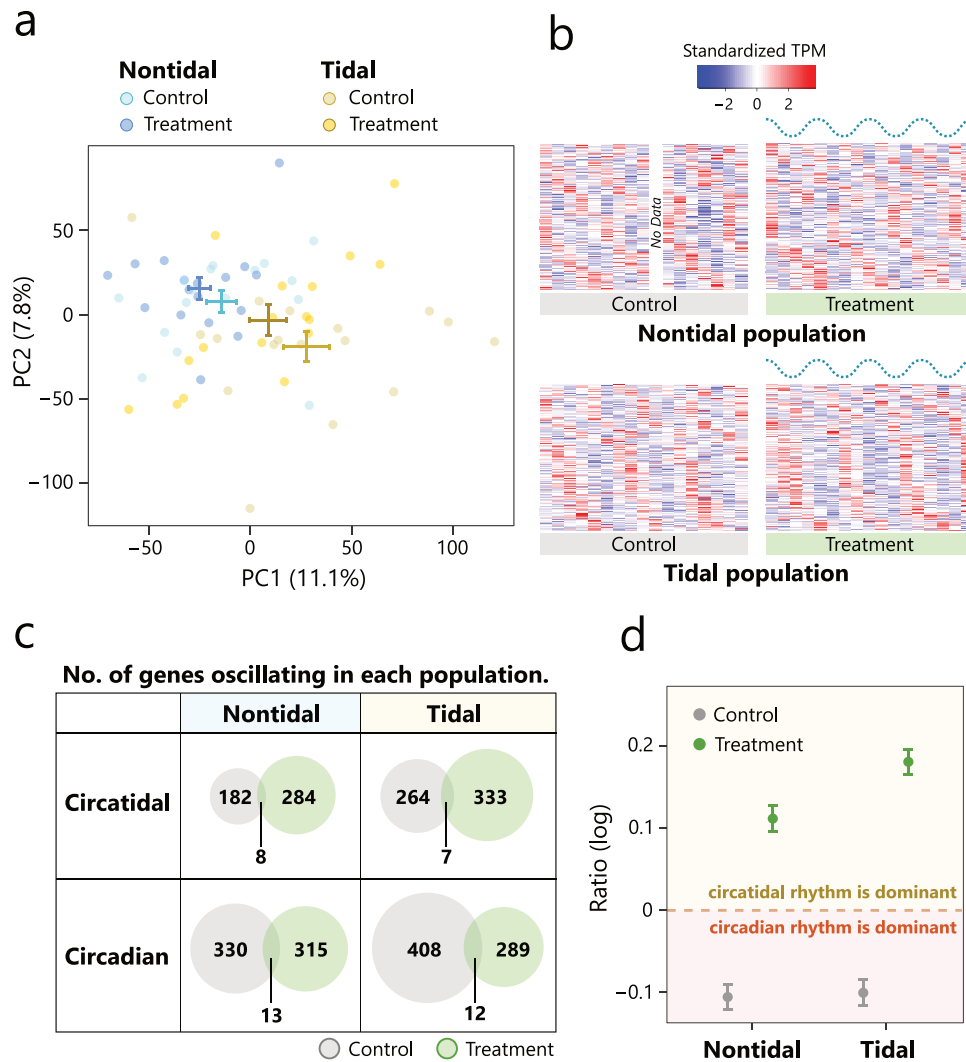 a
Nontidal
Control
Treatment
Tidal
Control
Treatment
PC2 (7.8%)
50
0
−50
−100
−50
0
50
100
PC1 (11.1%)
b
Standardized TPM
−2
0
2
No Data
Control
Treatment
Nontidal population
Control
Treatment
Tidal population
c
No. of genes oscillating in each population.
Nontidal
Tidal
Circatidal
182
284
8
264
333
7
Circadian
330
315
13
408
289
12
Control
Treatment
d
Control
Treatment
Ratio (log)
0.2
0.1
0
−0.1
circatidal rhythm is dominant
circadian rhythm is dominant
Nontidal
Tidal